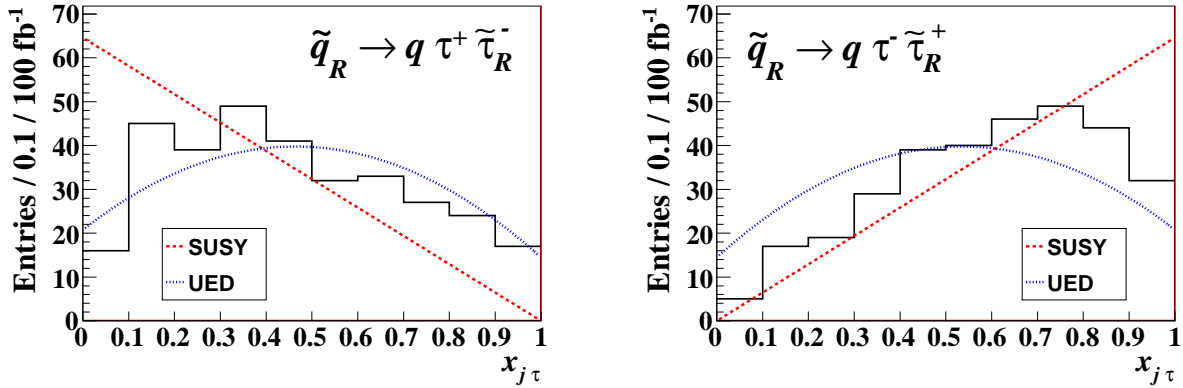 Entries / 0.1 / 100 fb⁻¹
70
60
50
40
30
20
10
0
q̃_R → q τ⁺ τ̃_R⁻
SUSY
UED
0 0.1 0.2 0.3 0.4 0.5 0.6 0.7 0.8 0.9 1
x_{j τ}
Entries / 0.1 / 100 fb⁻¹
70
60
50
40
30
20
10
0
q̃_R → q τ⁻ τ̃_R⁺
SUSY
UED
0 0.1 0.2 0.3 0.4 0.5 0.6 0.7 0.8 0.9 1
x_{j τ}